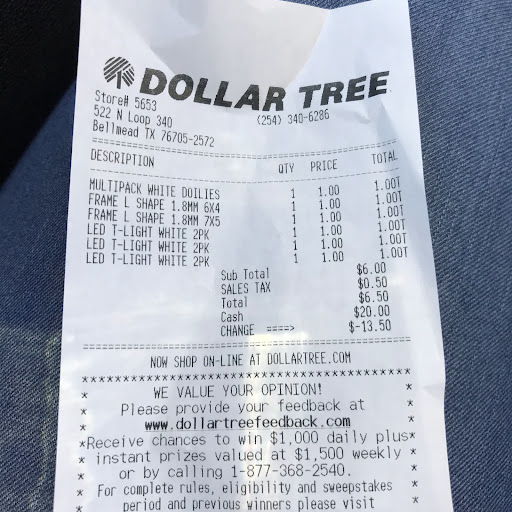 DOLLAR TREE
Store# 5653
(254) 340-6286
522 N Loop 340
Bellmead TX 76705-2572
DESCRIPTION QTY PRICE TOTAL
MULTIPACK WHITE DOILIES 1 1.00 1.00T
FRAME L SHAPE 1.8MM 6X4 1 1.00 1.00T
FRAME L SHAPE 1.8MM 7X5 1 1.00 1.00T
LED T-LIGHT WHITE 2PK 1 1.00 1.00T
LED T-LIGHT WHITE 2PK 1 1.00 1.00T
LED T-LIGHT WHITE 2PK 1 1.00 1.00T
Sub Total $6.00
SALES TAX $0.50
Total $6.50
Cash $20.00
CHANGE ====> $-13.50
NOW SHOP ON-LINE AT DOLLARTREE.COM
******************************************
* WE VALUE YOUR OPINION! *
* Please provide your feedback at *
* www.dollartreefeedback.com *
*Receive chances to win $1,000 daily plus*
* instant prizes valued at $1,500 weekly *
* or by calling 1-877-368-2540. *
* For complete rules, eligibility and sweepstakes *
* period and previous winners please visit *